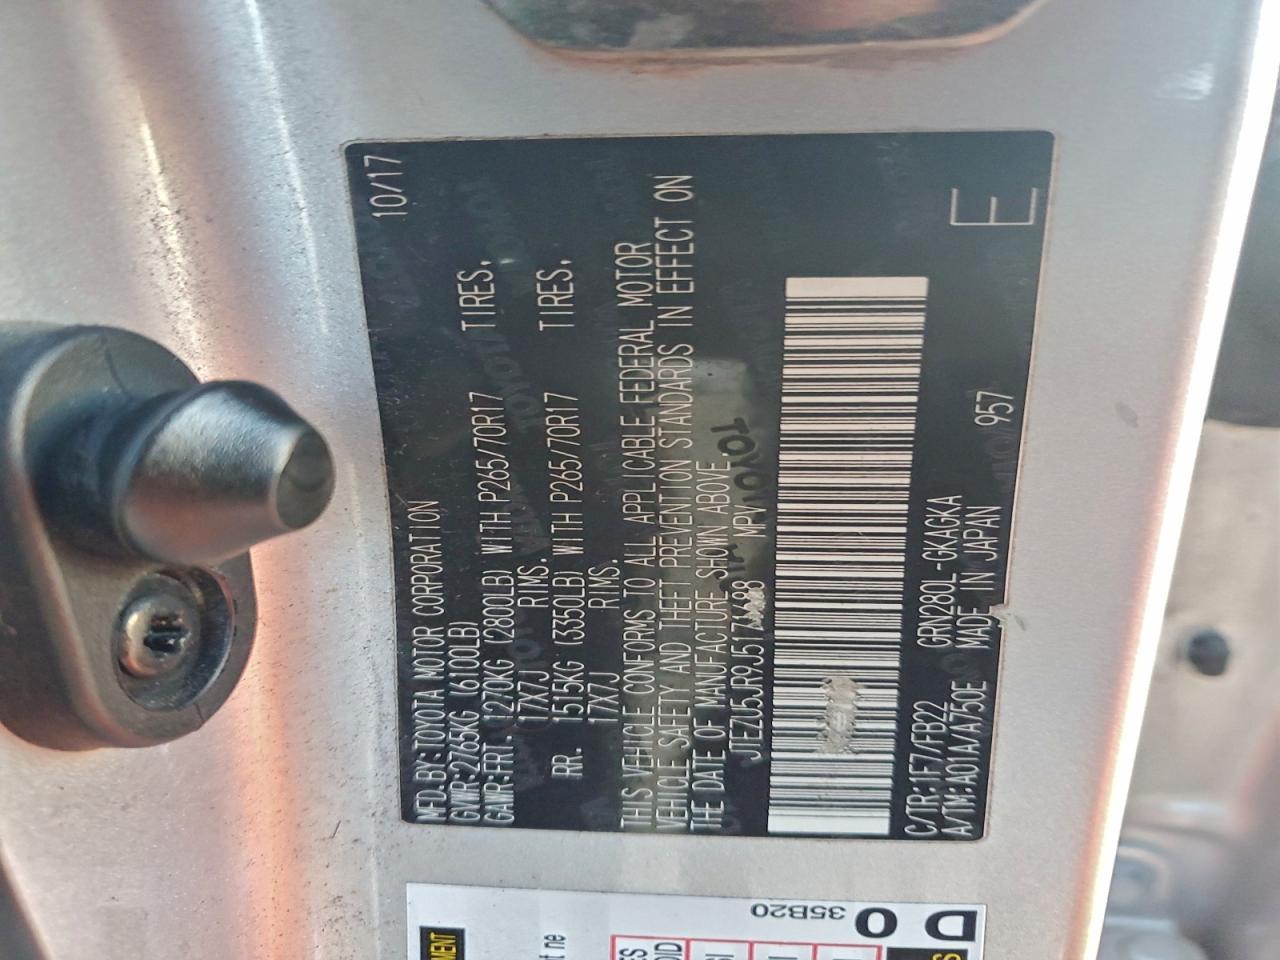 MFD. BY: TOYOTA MOTOR CORPORATION 10/17
GVWR: 2765KG (6100LB)
GAWR: FRT. 1270KG (2800LB) WITH P265/70R17 TIRES,
17X7J RIMS.
RR. 1515KG (3350LB) WITH P265/70R17 TIRES,
17X7J RIMS.
THIS VEHICLE CONFORMS TO ALL APPLICABLE FEDERAL MOTOR
VEHICLE SAFETY AND THEFT PREVENTION STANDARDS IN EFFECT ON
THE DATE OF MANUFACTURE SHOWN ABOVE
MPV
C/TR: 1F7/FB22 GRN280L-GKAGKA
A/TM: A01A/A750E MADE IN JAPAN 957
E
35B20
DO